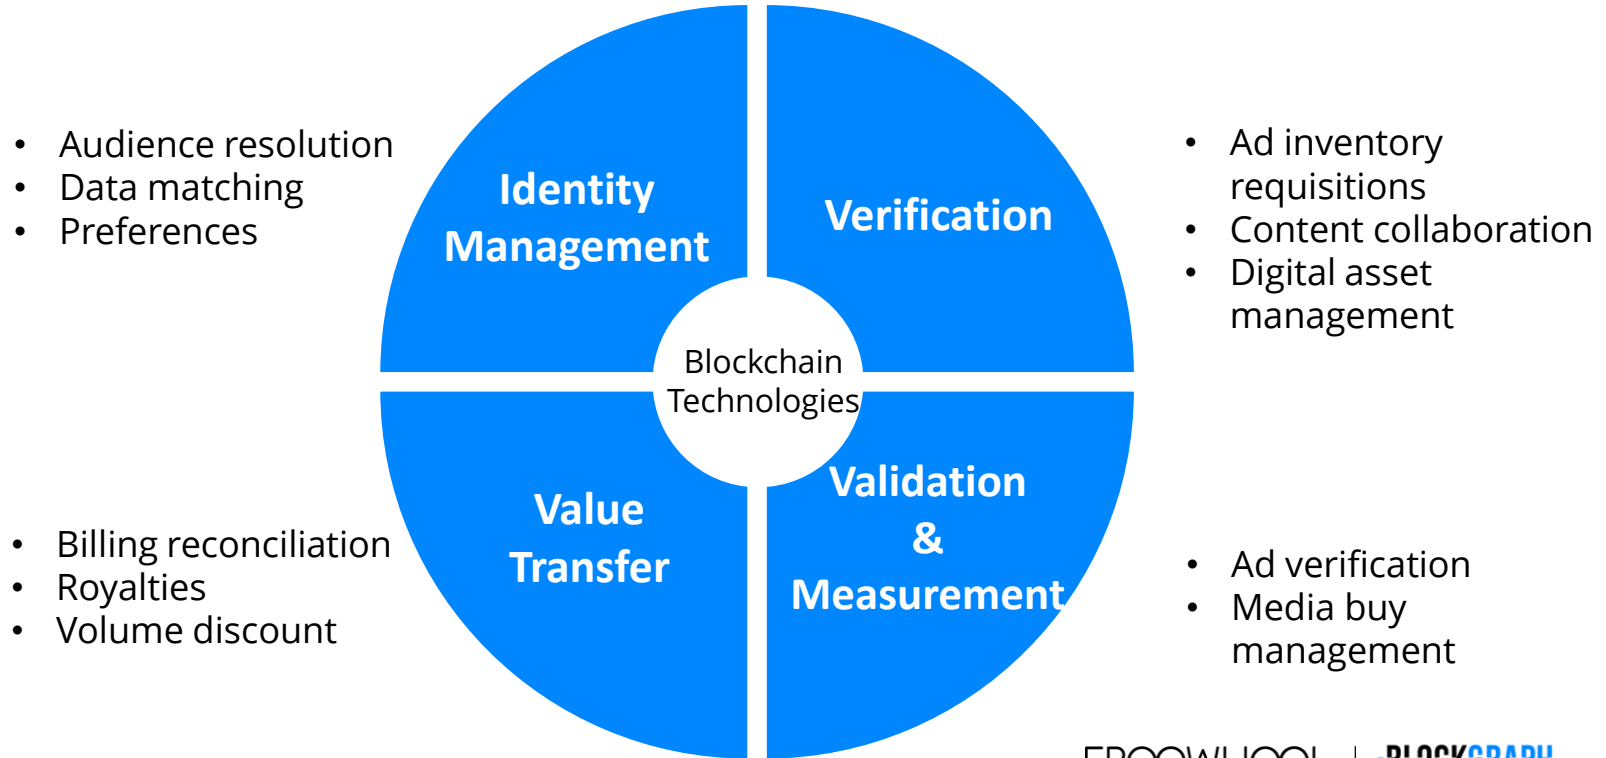 • Audience resolution
• Data matching
• Preferences
Identity
Management
Verification
• Ad inventory
requisitions
• Content collaboration
• Digital asset
management
Blockchain
Technologies
• Billing reconciliation
• Royalties
• Volume discount
Value
Transfer
Validation
&
Measurement
• Ad verification
• Media buy
management
BLOCKGRAPH